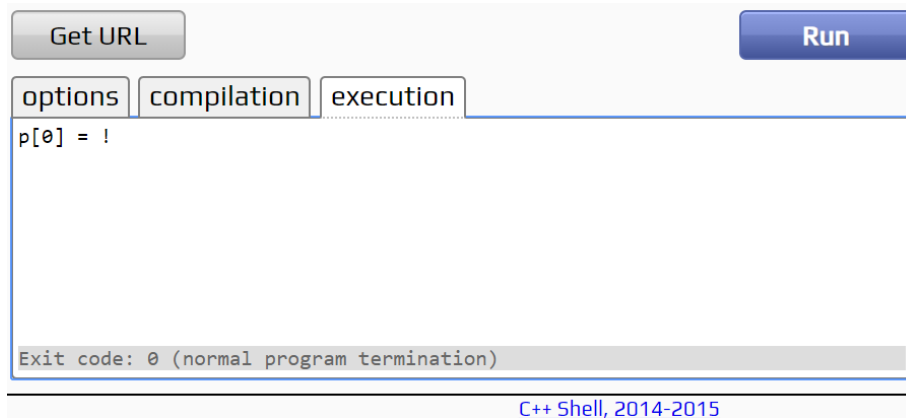 Get URL Run
options compilation execution
p[0] = !
Exit code: 0 (normal program termination)
C++ Shell, 2014-2015